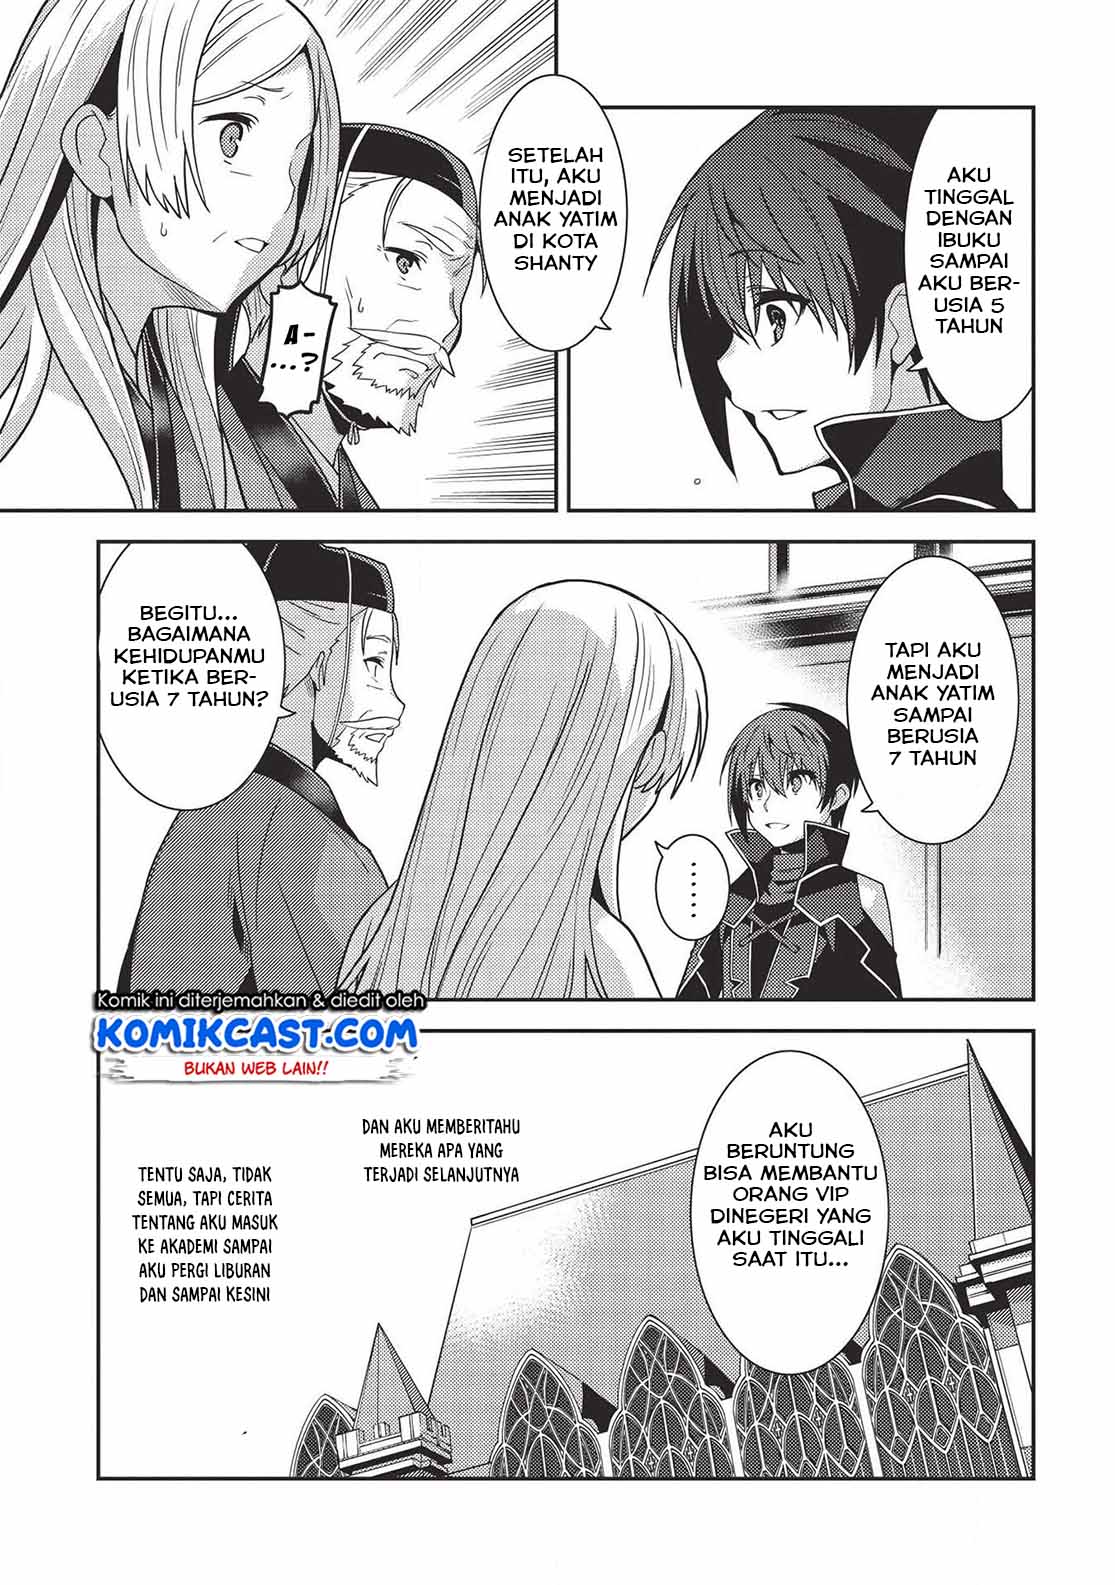 AKU
TINGGAL
DENGAN
IBUKU
SAMPAI
AKU BER-
USIA 5
TAHUN
SETELAH
ITU, AKU
MENJADI
ANAK YATIM
DI KOTA
SHANTY
A-
....?
TAPI AKU
MENJADI
ANAK YATIM
SAMPAI
BERUSIA
7 TAHUN
......
BEGITU...
BAGAIMANA
KEHIDUPANMU
KETIKA BER-
USIA 7 TAHUN?
Komik ini diterjemahkan & diedit oleh
KOMIKCAST.COM
BUKAN WEB LAIN!!
AKU
BERUNTUNG
BISA MEMBANTU
ORANG VIP
DINEGERI YANG
AKU TINGGALI
SAAT ITU...
DAN AKU MEMBERITAHU
MEREKA APA YANG
TERJADI SELANJUTNYA
TENTU SAJA, TIDAK
SEMUA, TAPI CERITA
TENTANG AKU MASUK
KE AKADEMI SAMPAI
AKU PERGI LIBURAN
DAN SAMPAI KESINI